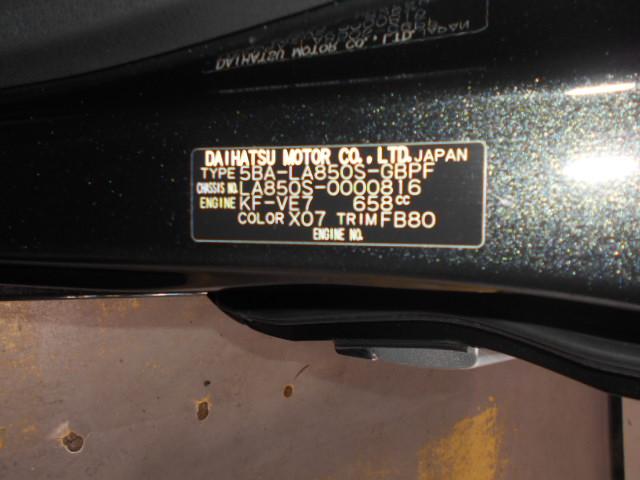 DAIHATSU MOTOR CO., LTD. JAPAN
TYPE 5BA-LA850S-GBPF
CHASSIS NO. LA850S-0000816
ENGINE KF-VE7 658cc
COLOR X07 TRIM FB80
ENGINE NO.